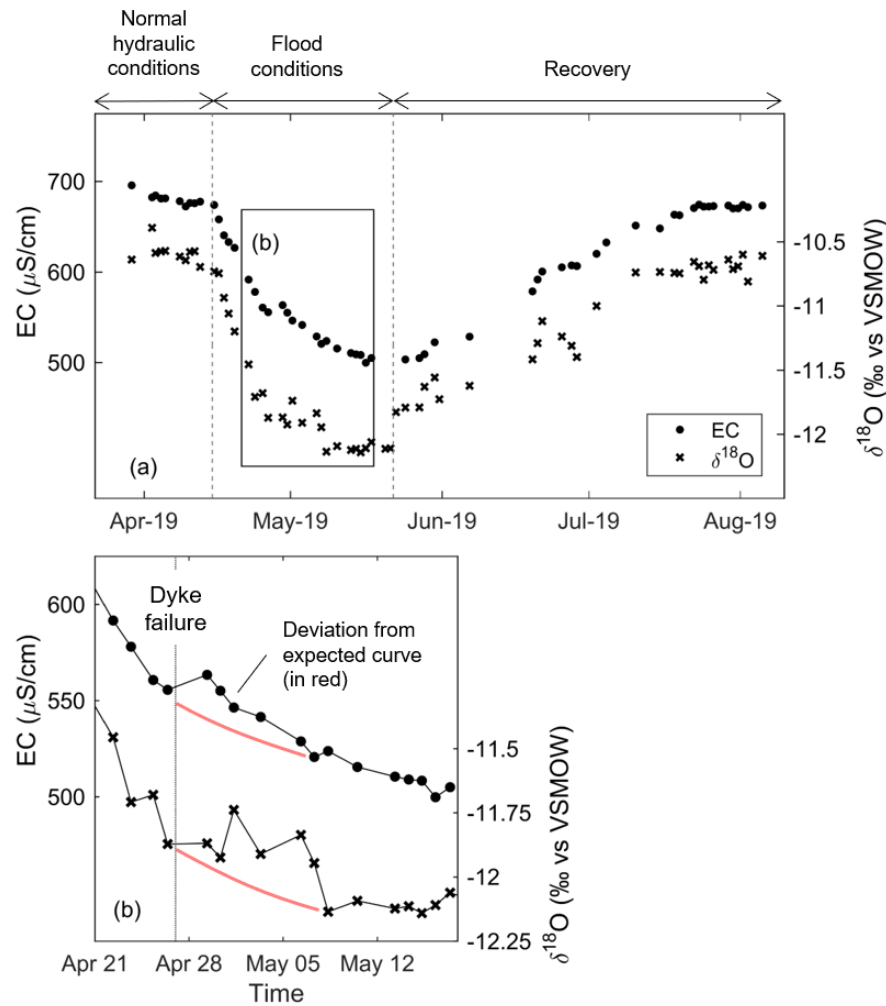 Normal
hydraulic
conditions
Flood
conditions
Recovery
700
600
500
EC (μS/cm)
-10.5
-11
-11.5
-12
δ¹⁸O (‰ vs VSMOW)
(b)
(a)
EC
δ¹⁸O
Apr-19
May-19
Jun-19
Jul-19
Aug-19
600
550
500
EC (μS/cm)
Dyke
failure
Deviation from
expected curve
(in red)
-11.5
-11.75
-12
-12.25
δ¹⁸O (‰ vs VSMOW)
(b)
Apr 21
Apr 28
May 05
May 12
Time